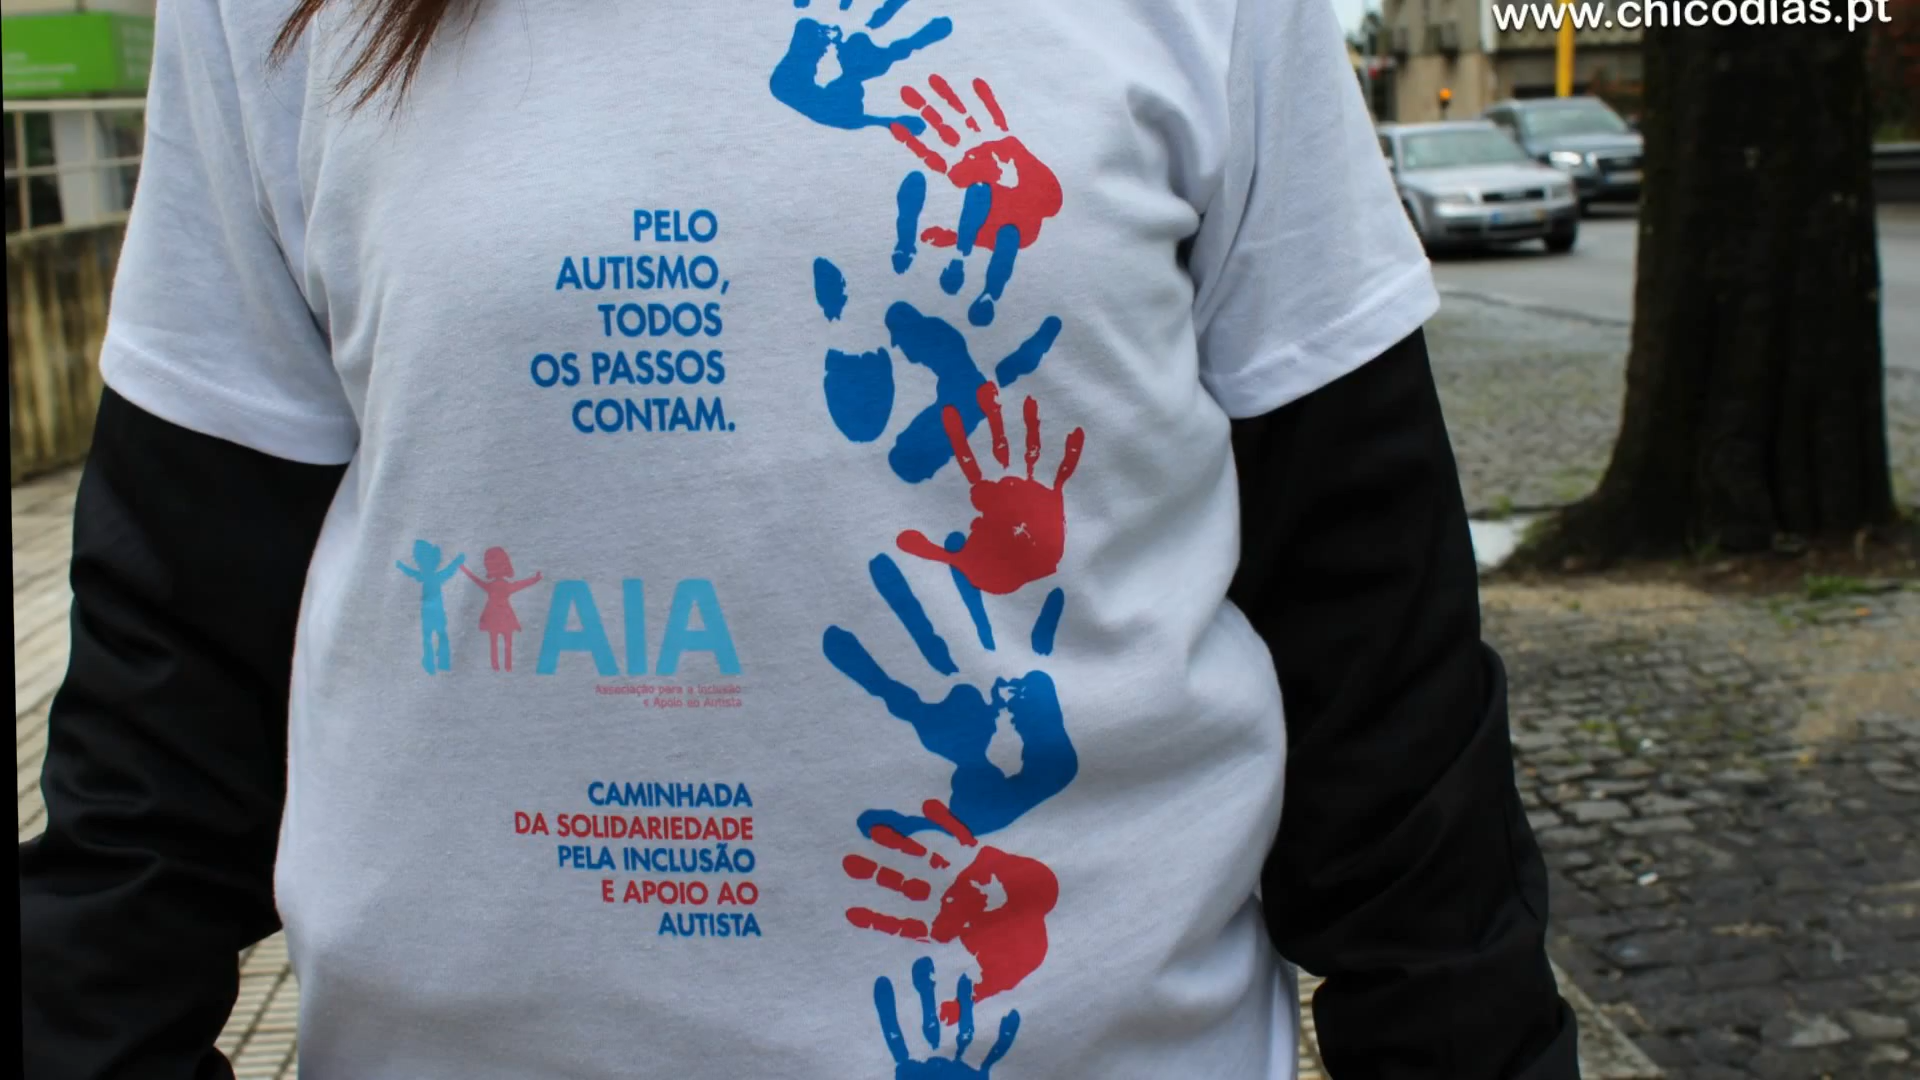 www.chicodias.pt
PELO
AUTISMO,
TODOS
OS PASSOS
CONTAM.
AIA
Associação para a Inclusão
e Apoio ao Autista
CAMINHADA
DA SOLIDARIEDADE
PELA INCLUSÃO
E APOIO AO
AUTISTA